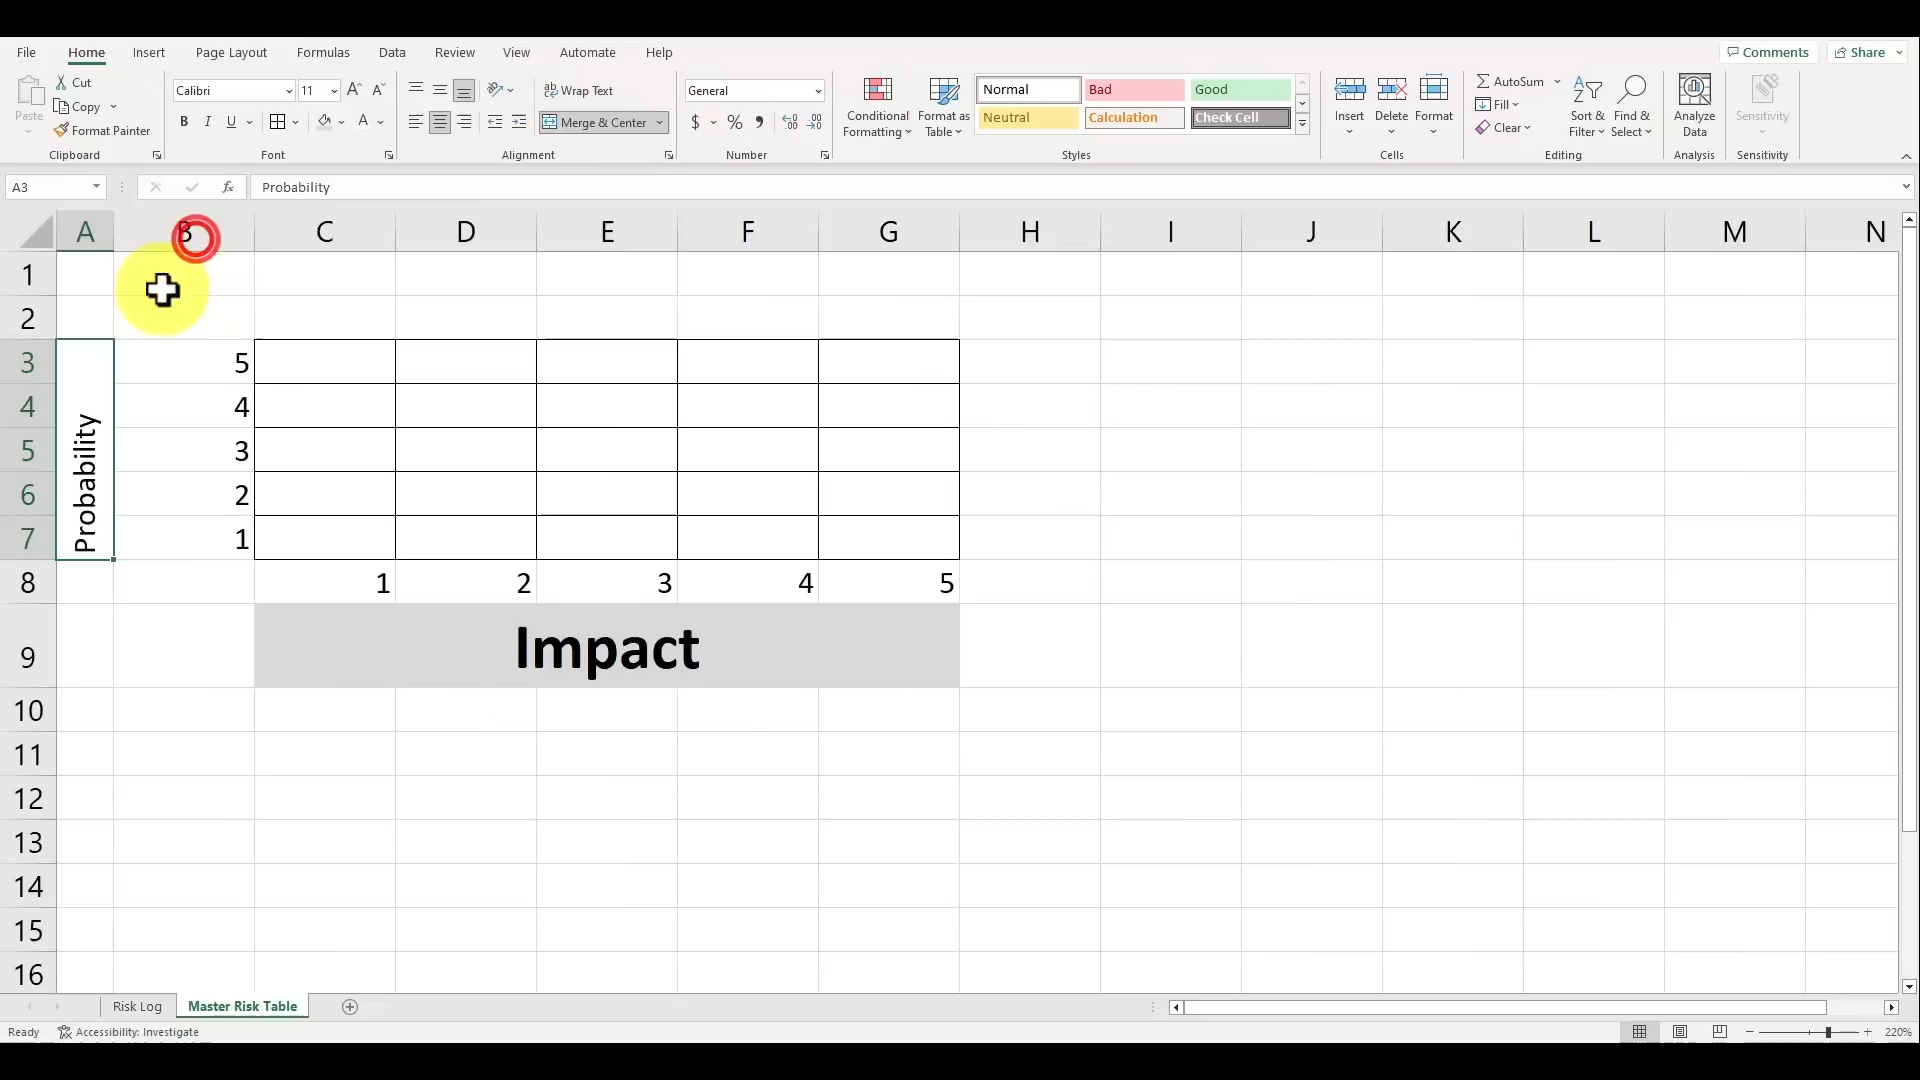 File Home Insert Page Layout Formulas Data Review View Automate Help Comments Share
Paste Cut Copy Format Painter
Clipboard
Calibri 11 A A B I U A
Font
Wrap Text
Merge & Center
Alignment
General
$ % 9 .00
Number
Conditional Formatting Format as Table
Normal Bad Good
Neutral Calculation Check Cell
Styles
Insert Delete Format
Cells
AutoSum Fill Clear Sort & Filter Find & Select
Editing
Analyze Data
Analysis
Sensitivity
Sensitivity
A3 fx Probability
A B C D E F G H I J K L M N
1
2
3 5
4 4
5 3
6 2
7 1
Probability
8 1 2 3 4 5
9 Impact
10
11
12
13
14
15
16
Risk Log Master Risk Table
Ready Accessibility: Investigate 220%